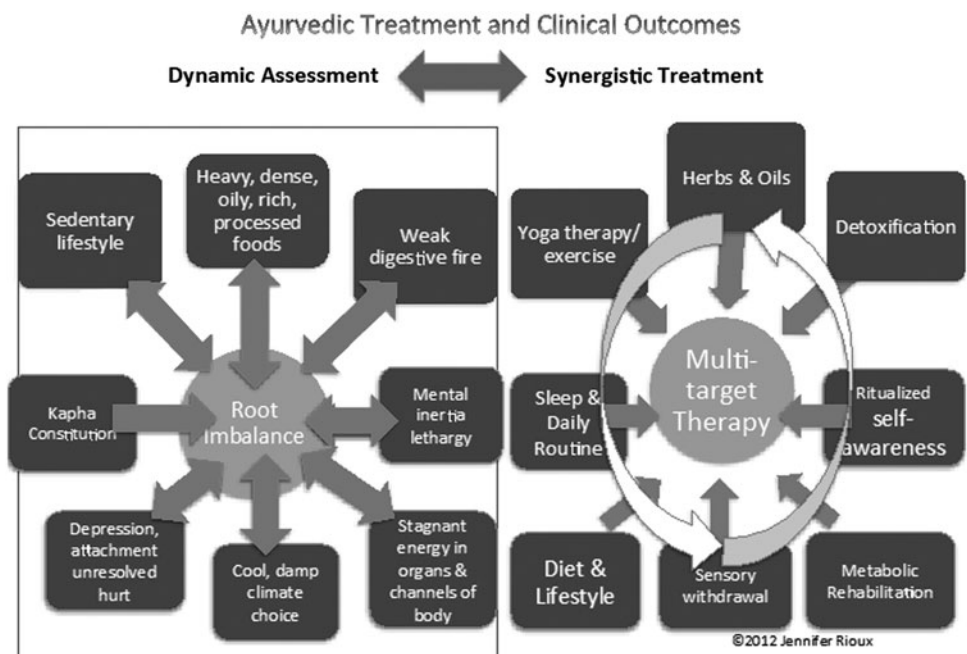 Ayurvedic Treatment and Clinical Outcomes
Dynamic Assessment
Synergistic Treatment
Sedentary
lifestyle
Heavy, dense,
oily, rich,
processed
foods
Weak
digestive fire
Kapha
Constitution
Root
Imbalance
Mental
inertia
lethargy
Depression,
attachment
unresolved
hurt
Cool, damp
climate
choice
Stagnant
energy in
organs &
channels of
body
Herbs & Oils
Yoga therapy/
exercise
Detoxification
Sleep &
Daily
Routine
Multi-
target
Therapy
Ritualized
self-
awareness
Diet &
Lifestyle
Sensory
withdrawal
Metabolic
Rehabilitation
©2012 Jennifer Rioux